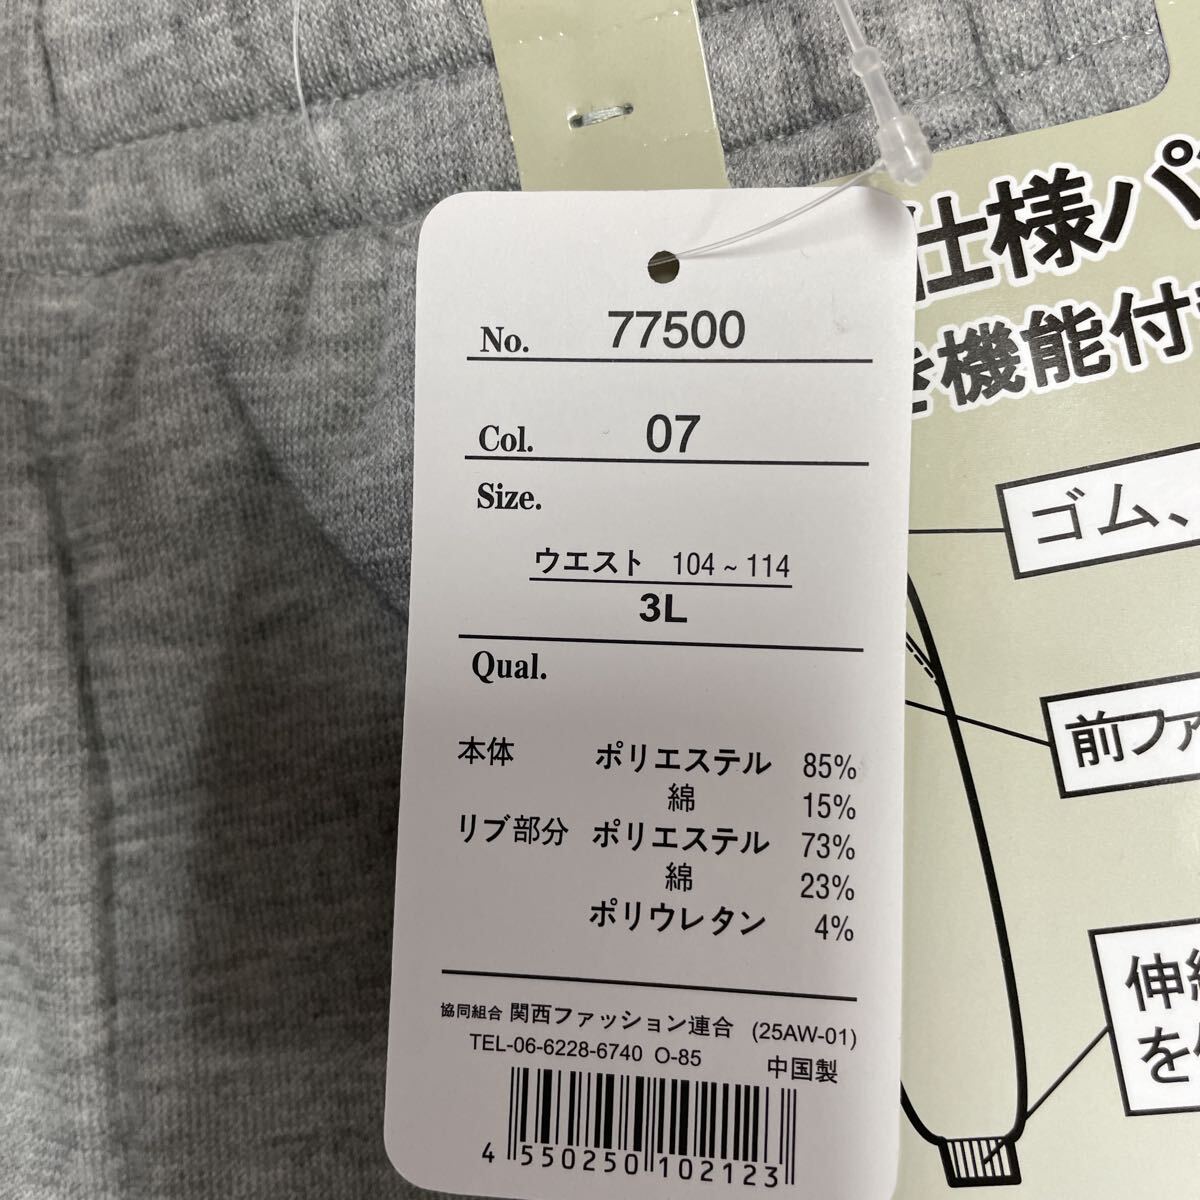 No. 77500
Col. 07
Size.
ウエスト 104～114
3L
Qual.
本体 ポリエステル 85%
綿 15%
リブ部分 ポリエステル 73%
綿 23%
ポリウレタン 4%
協同組合 関西ファッション連合 (25AW-01)
TEL-06-6228-6740 O-85 中国製
4 550250 102123
仕様パ
き機能付
ゴム、
前ファ
伸縮
を